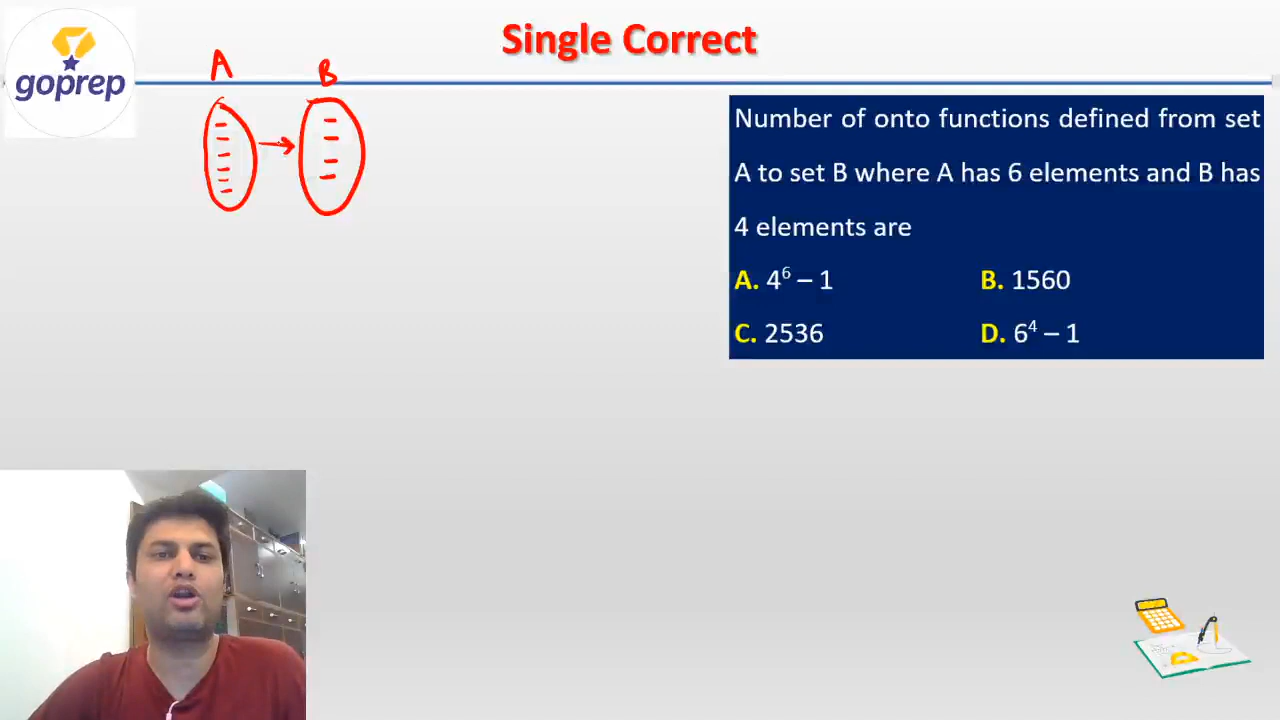 goprep
Single Correct
A B
Number of onto functions defined from set
A to set B where A has 6 elements and B has
4 elements are
A. 4⁶ – 1 B. 1560
C. 2536 D. 6⁴ – 1